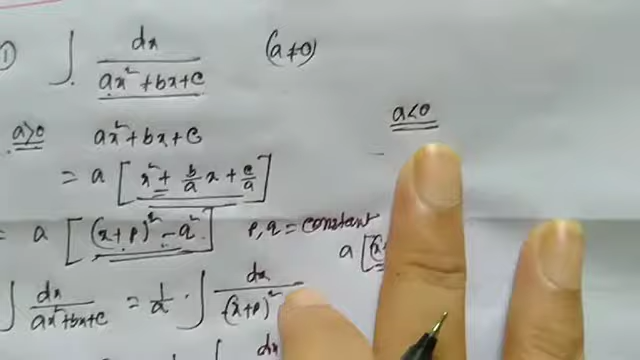 ① ∫ dx / (ax² + bx + c) (a ≠ 0)
a>0 ax² + bx + c
a<0
= a [ x² + b/a x + c/a ]
= a [ (x + p)² - q² ] p, q = constant
a [ (x
∫ dx / (ax² + bx + c) = 1/a · ∫ dx / (x + p)²
∫ dx